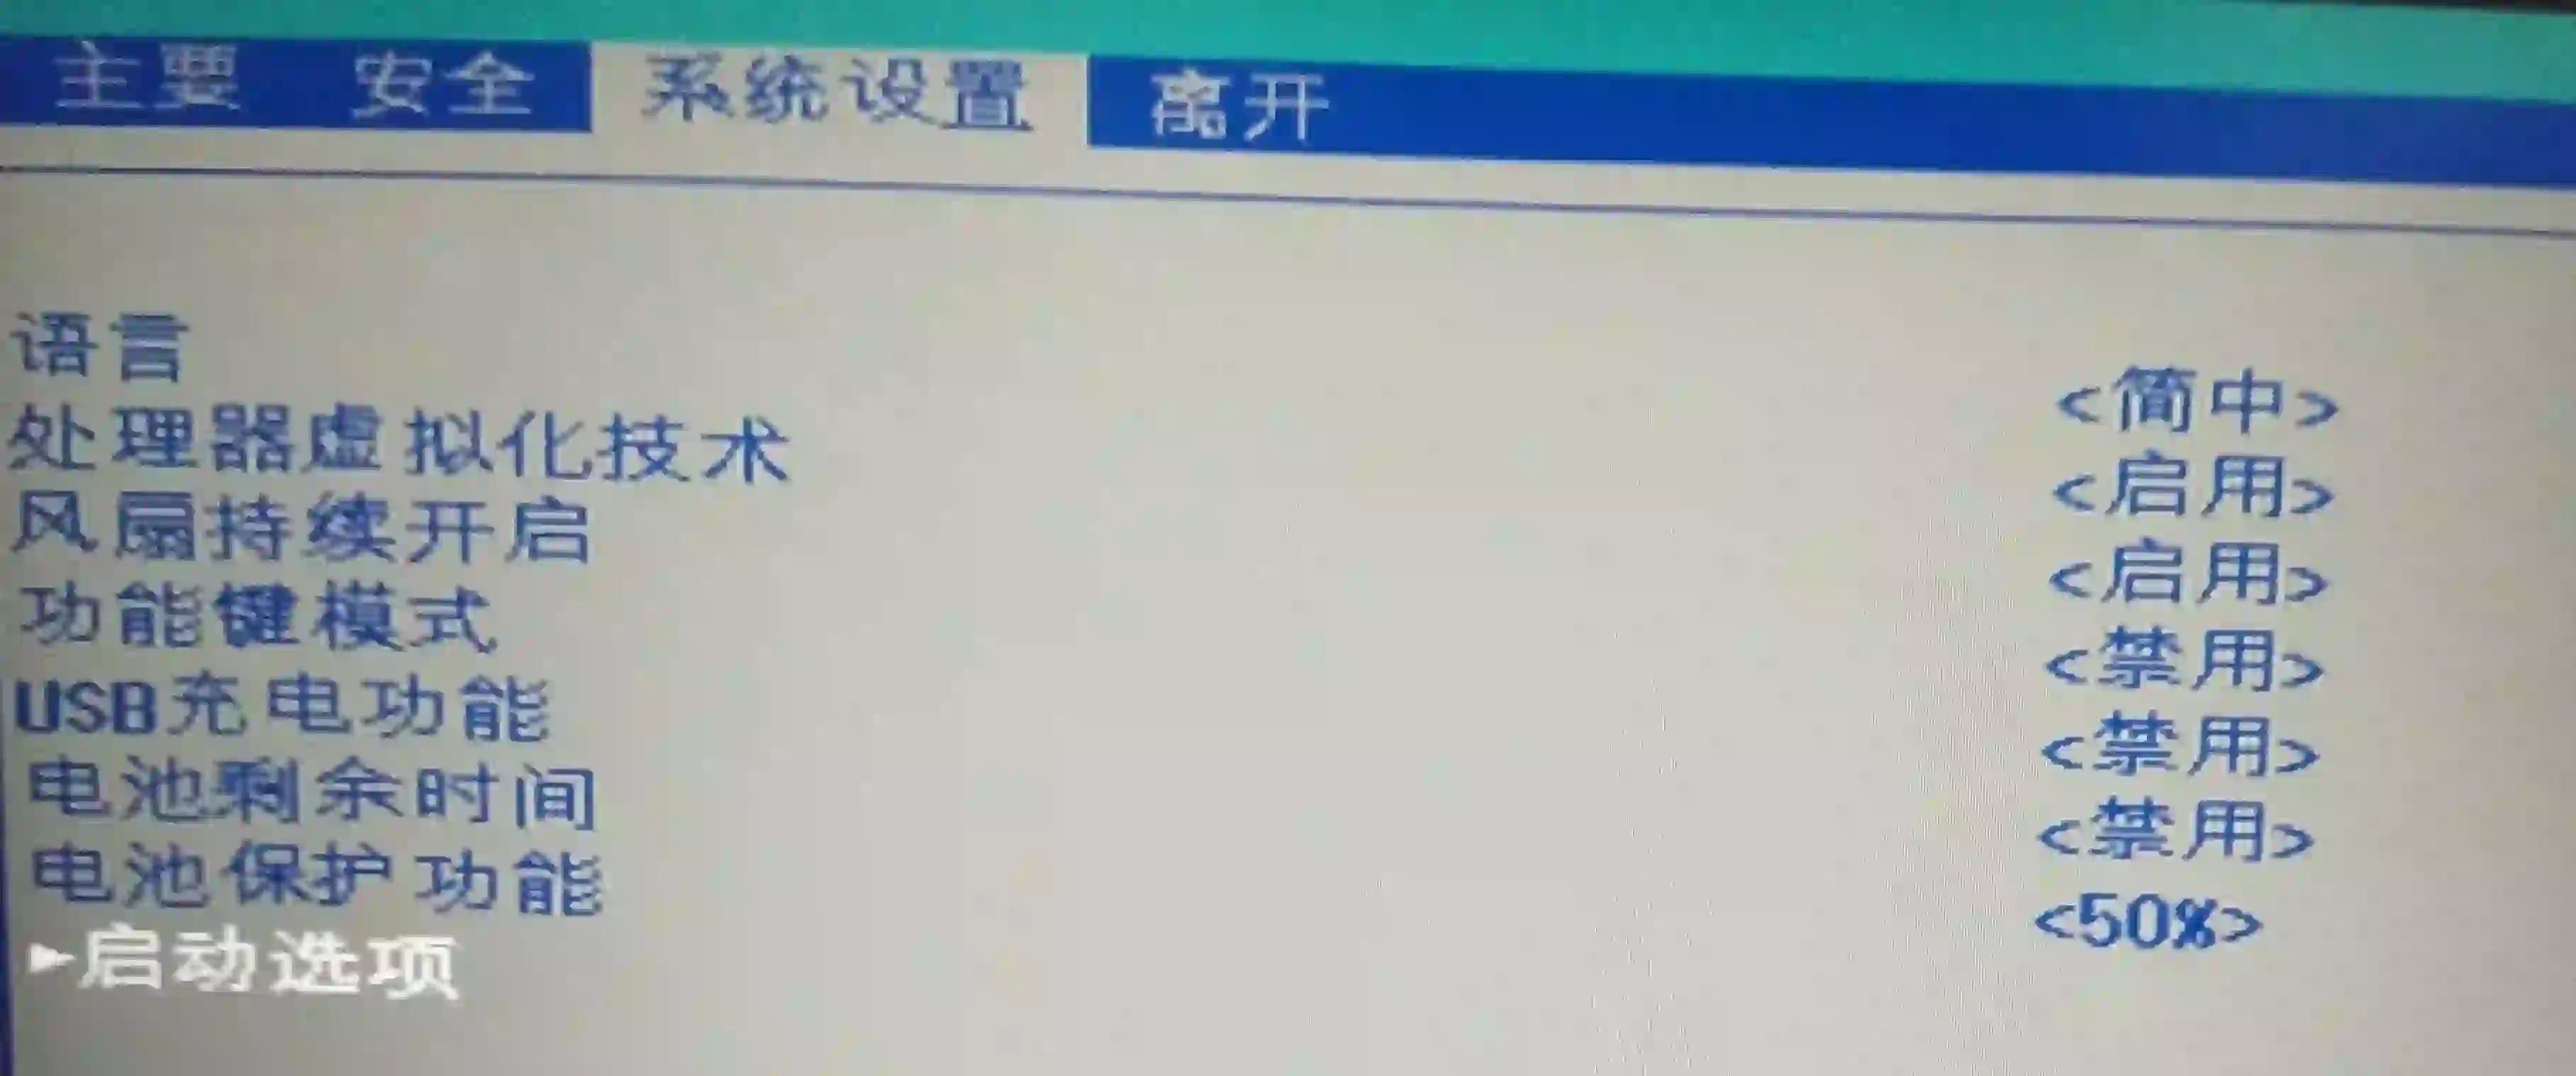 主要 安全 系统设置 离开
语言 <简中>
处理器虚拟化技术 <启用>
风扇持续开启 <启用>
功能键模式 <禁用>
USB充电功能 <禁用>
电池剩余时间 <禁用>
电池保护功能 <50%>
►启动选项